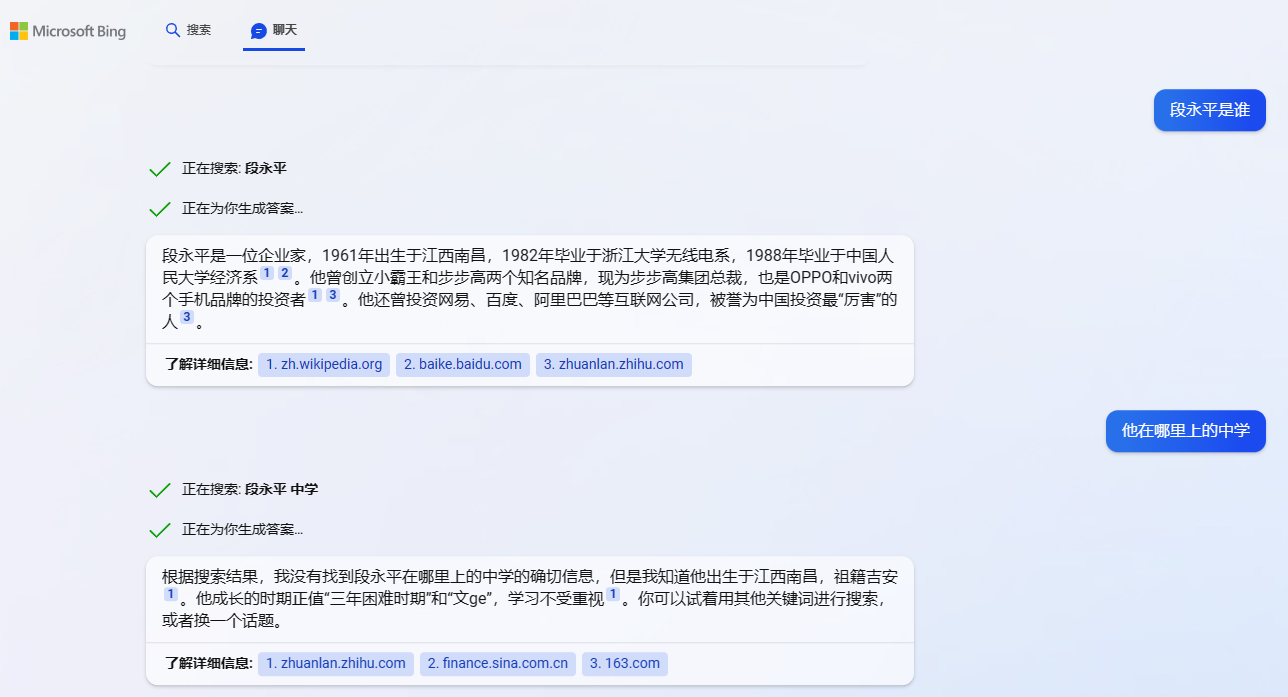 Microsoft Bing
搜索
聊天
段永平是谁
正在搜索: 段永平
正在为你生成答案...
段永平是一位企业家，1961年出生于江西南昌，1982年毕业于浙江大学无线电系，1988年毕业于中国人
民大学经济系 1 2 。他曾创立小霸王和步步高两个知名品牌，现为步步高集团总裁，也是OPPO和vivo两
个手机品牌的投资者 1 3 。他还曾投资网易、百度、阿里巴巴等互联网公司，被誉为中国投资最“厉害”的
人 3 。
了解详细信息: 1. zh.wikipedia.org 2. baike.baidu.com 3. zhuanlan.zhihu.com
他在哪里上的中学
正在搜索: 段永平 中学
正在为你生成答案...
根据搜索结果，我没有找到段永平在哪里上的中学的确切信息，但是我知道他出生于江西南昌，祖籍吉安
1 。他成长的时期正值“三年困难时期”和“文ge”，学习不受重视 1 。你可以试着用其他关键词进行搜索，
或者换一个话题。
了解详细信息: 1. zhuanlan.zhihu.com 2. finance.sina.com.cn 3. 163.com